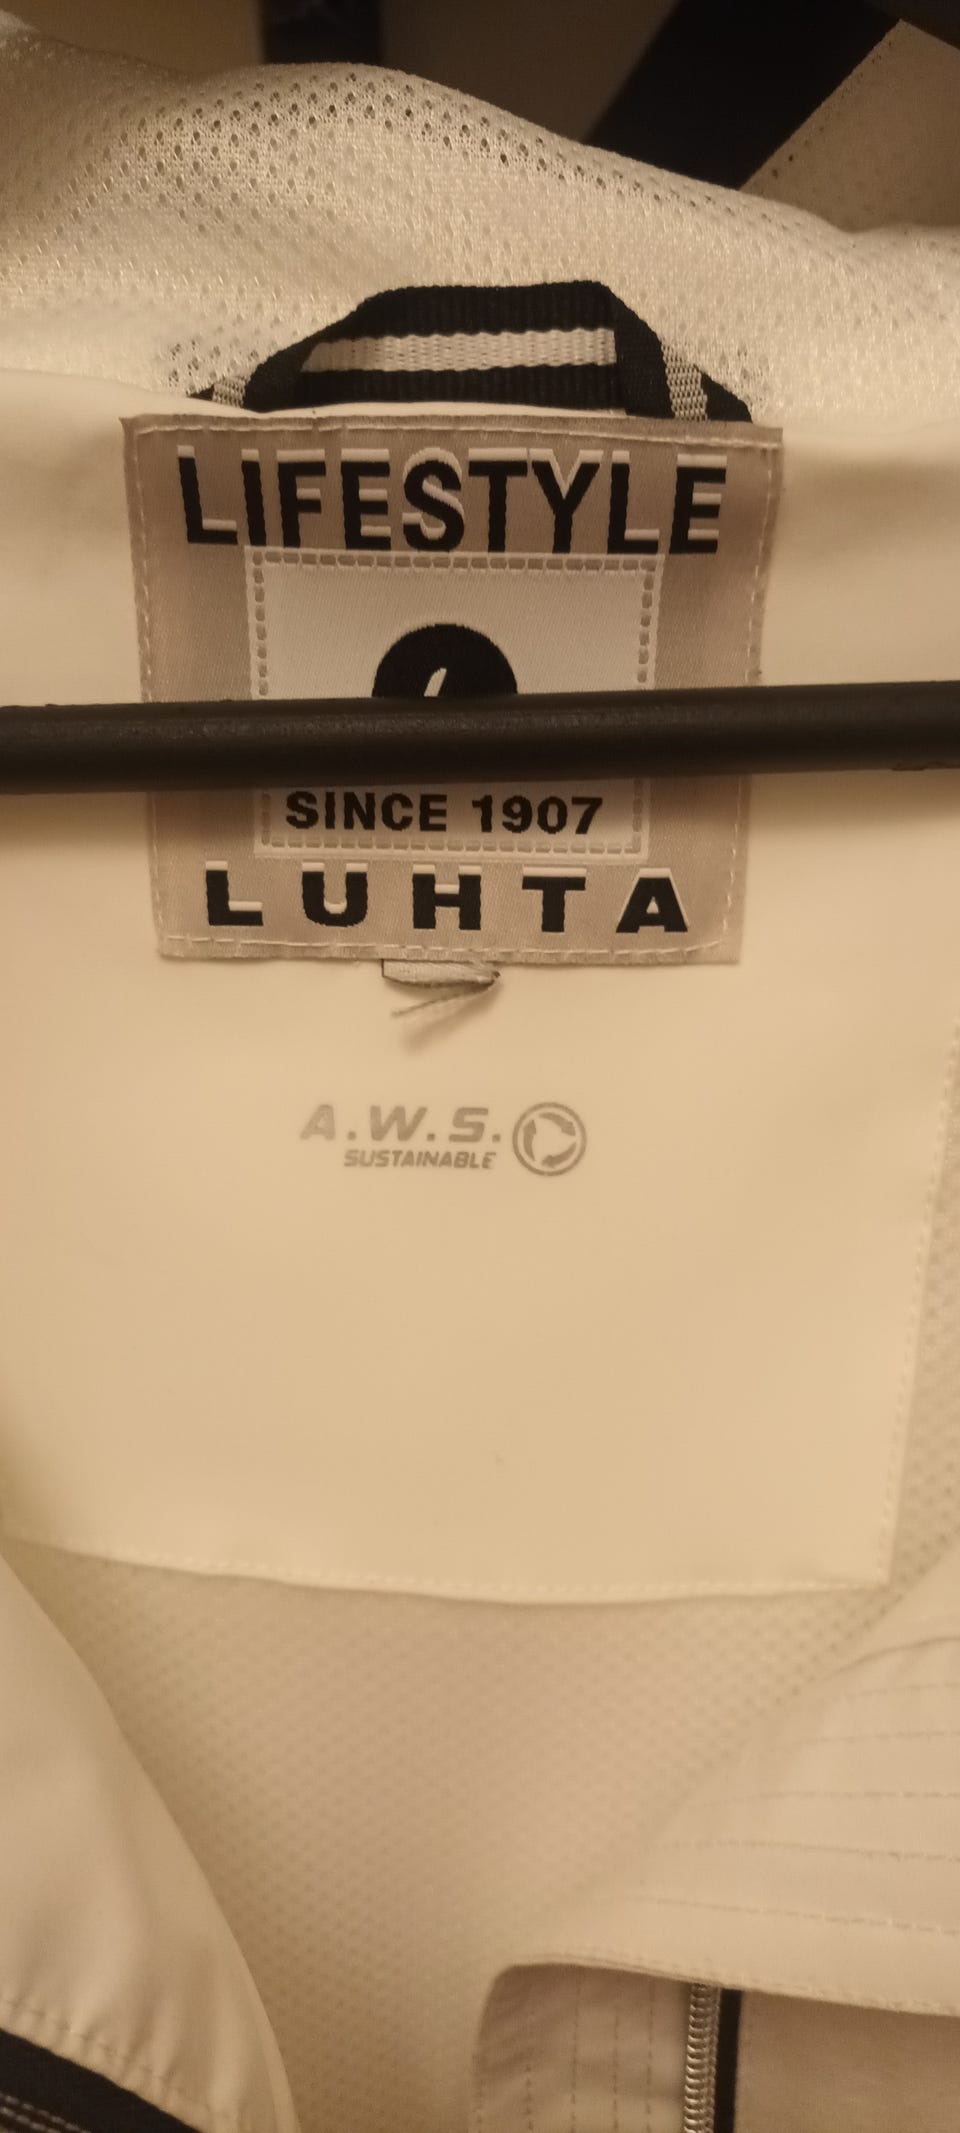 LIFESTYLE
SINCE 1907
LUHTA
A.W.S.
SUSTAINABLE